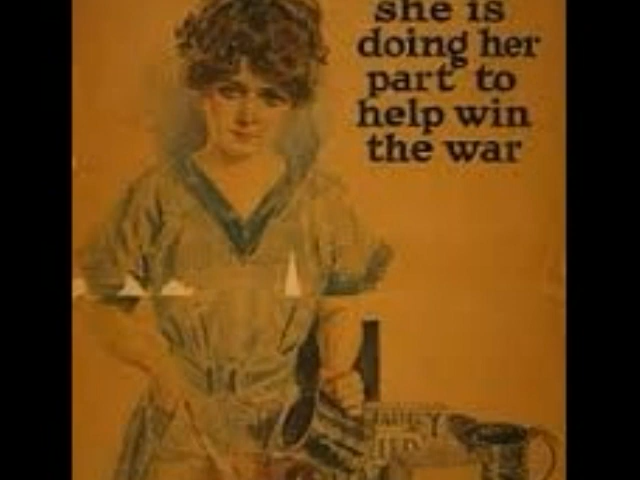 she is
doing her
part to
help win
the war